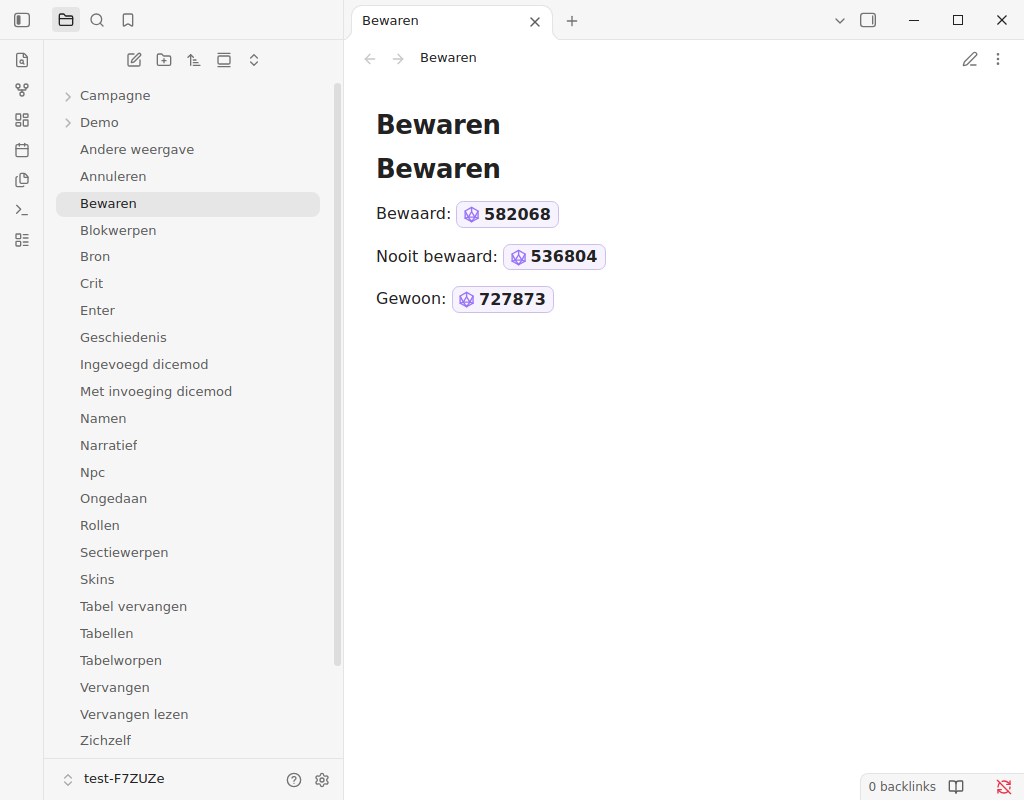 Bewaren
Bewaren
Campagne
Demo
Andere weergave
Annuleren
Bewaren
Blokwerpen
Bron
Crit
Enter
Geschiedenis
Ingevoegd dicemod
Met invoeging dicemod
Namen
Narratief
Npc
Ongedaan
Rollen
Sectiewerpen
Skins
Tabel vervangen
Tabellen
Tabelworpen
Vervangen
Vervangen lezen
Zichzelf
test-F7ZUZe
Bewaren
Bewaren
Bewaard: 582068
Nooit bewaard: 536804
Gewoon: 727873
0 backlinks